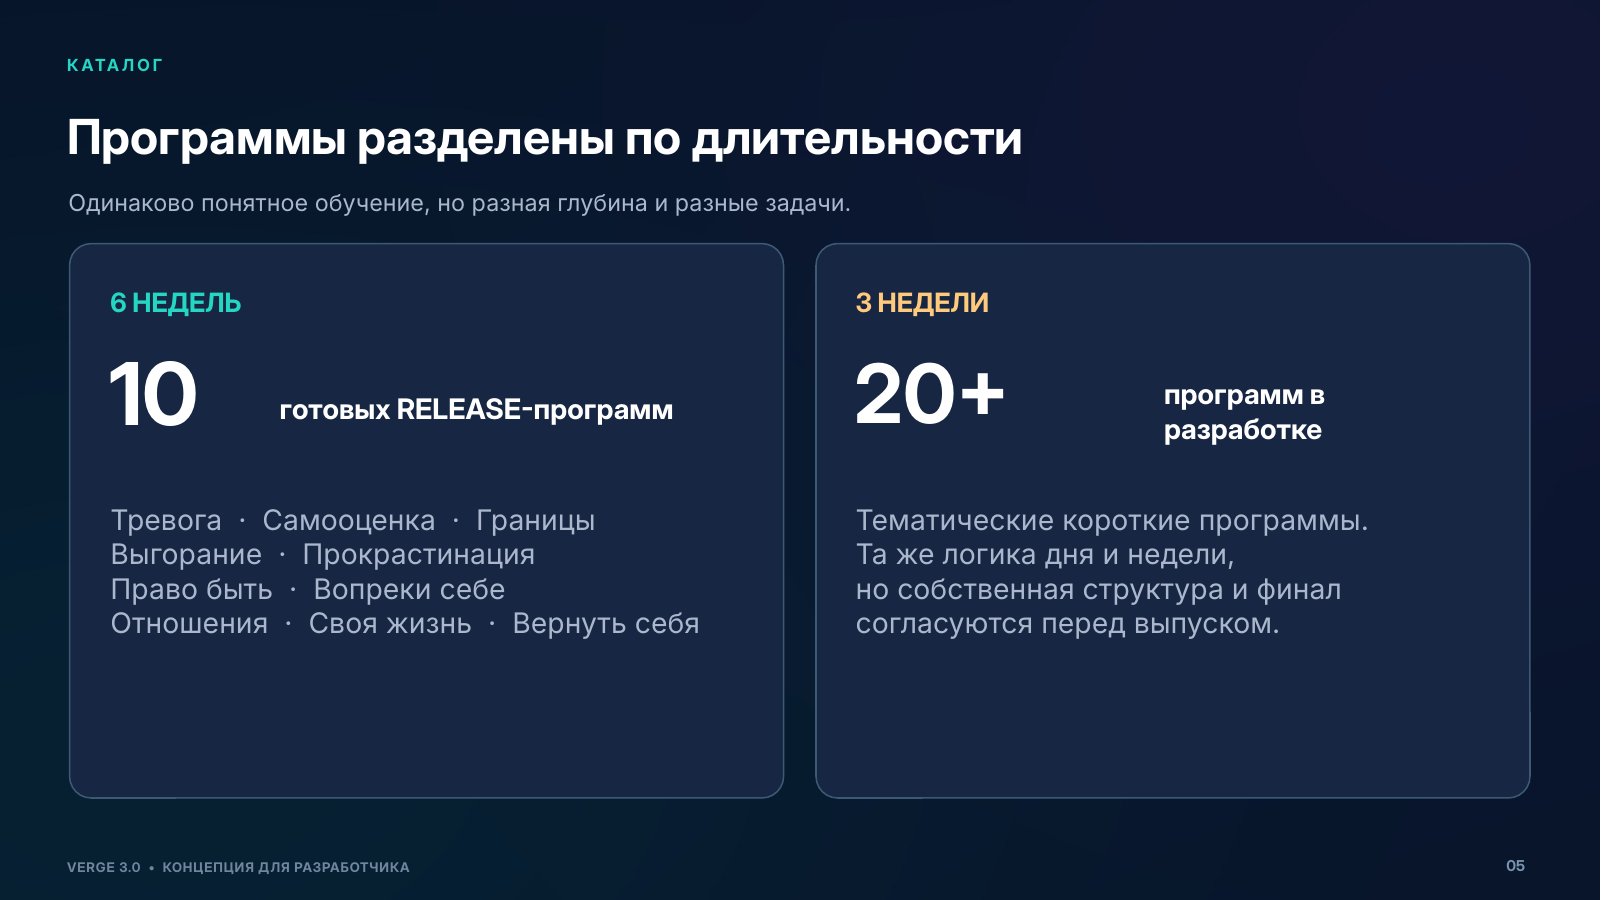 КАТАЛОГ
Программы разделены по длительности
Одинаково понятное обучение, но разная глубина и разные задачи.
6 НЕДЕЛЬ
10
готовых RELEASE-программ
Тревога · Самооценка · Границы
Выгорание · Прокрастинация
Право быть · Вопреки себе
Отношения · Своя жизнь · Вернуть себя
3 НЕДЕЛИ
20+
программ в
разработке
Тематические короткие программы.
Та же логика дня и недели,
но собственная структура и финал
согласуются перед выпуском.
VERGE 3.0 • КОНЦЕПЦИЯ ДЛЯ РАЗРАБОТЧИКА
05